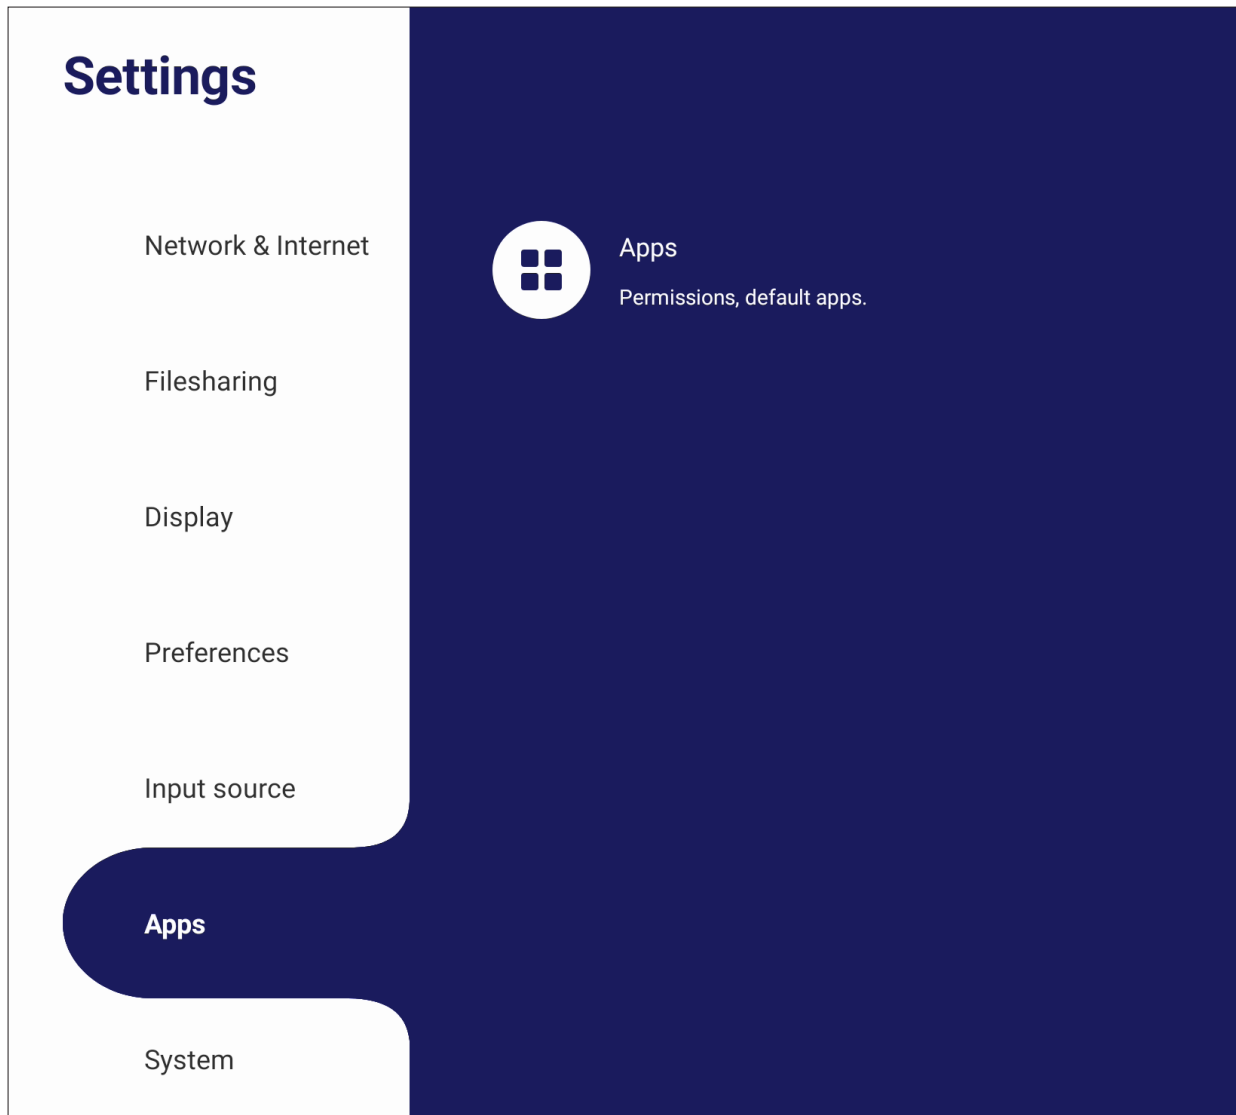 Settings
Network & Internet
Filesharing
Display
Preferences
Input source
Apps
System
Apps
Permissions, default apps.